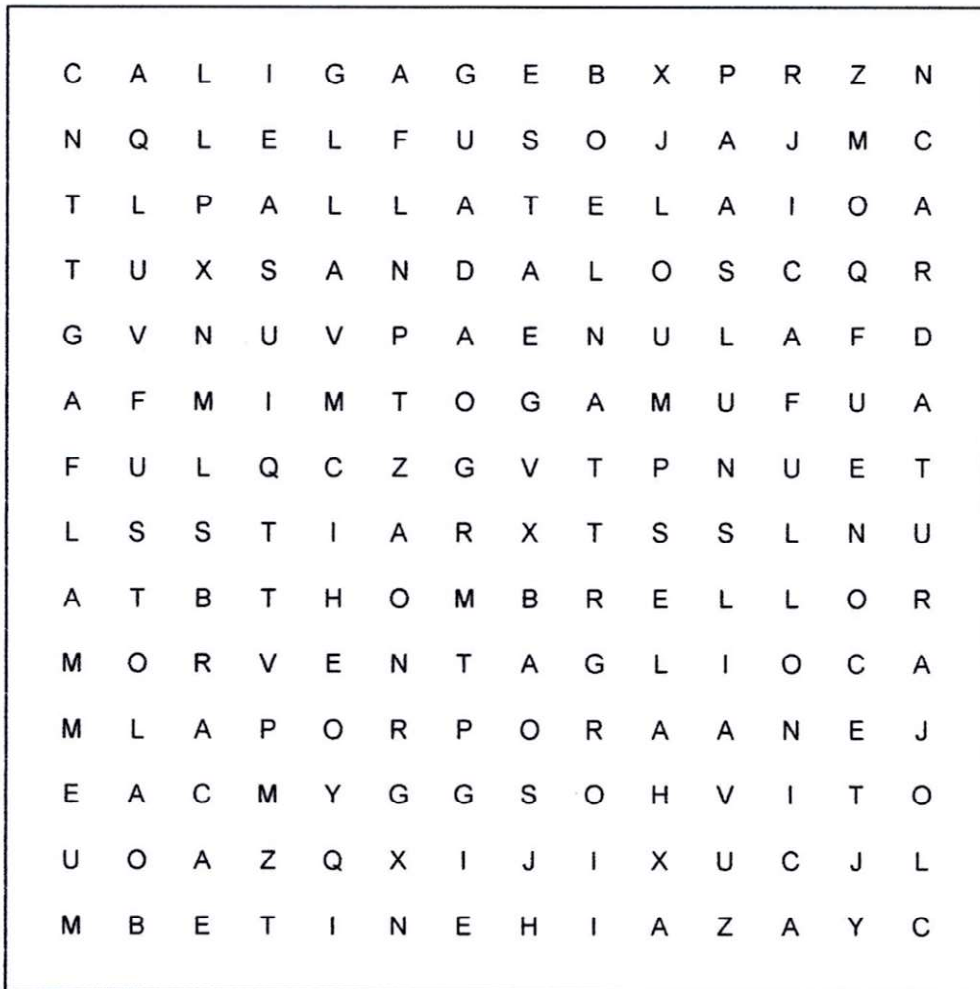 C A L I G A G E B X P R Z N
N Q L E L F U S O J A J M C
T L P A L L A T E L A I O A
T U X S A N D A L O S C Q R
G V N U V P A E N U L A F D
A F M I M T O G A M U F U A
F U L Q C Z G V T P N U E T
L S S T I A R X T S S L N U
A T B T H O M B R E L L O R
M O R V E N T A G L I O C A
M L A P O R P O R A A N E J
E A C M Y G G S O H V I T O
U O A Z Q X I J I X U C J L
M B E T I N E H I A Z A Y C